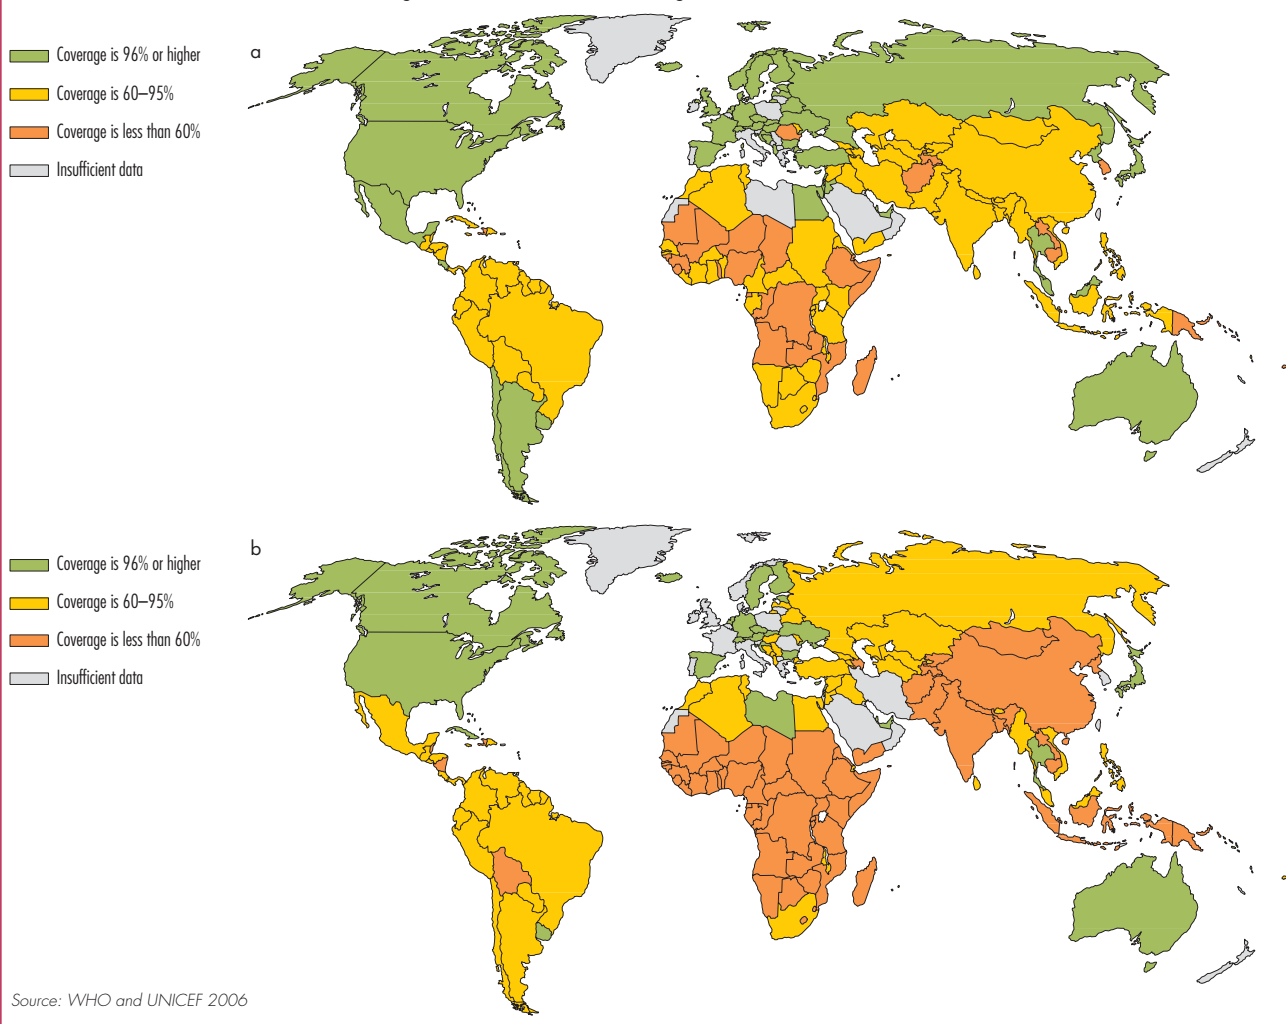 a
Coverage is 96% or higher
Coverage is 60–95%
Coverage is less than 60%
Insufficient data
b
Coverage is 96% or higher
Coverage is 60–95%
Coverage is less than 60%
Insufficient data
Source: WHO and UNICEF 2006